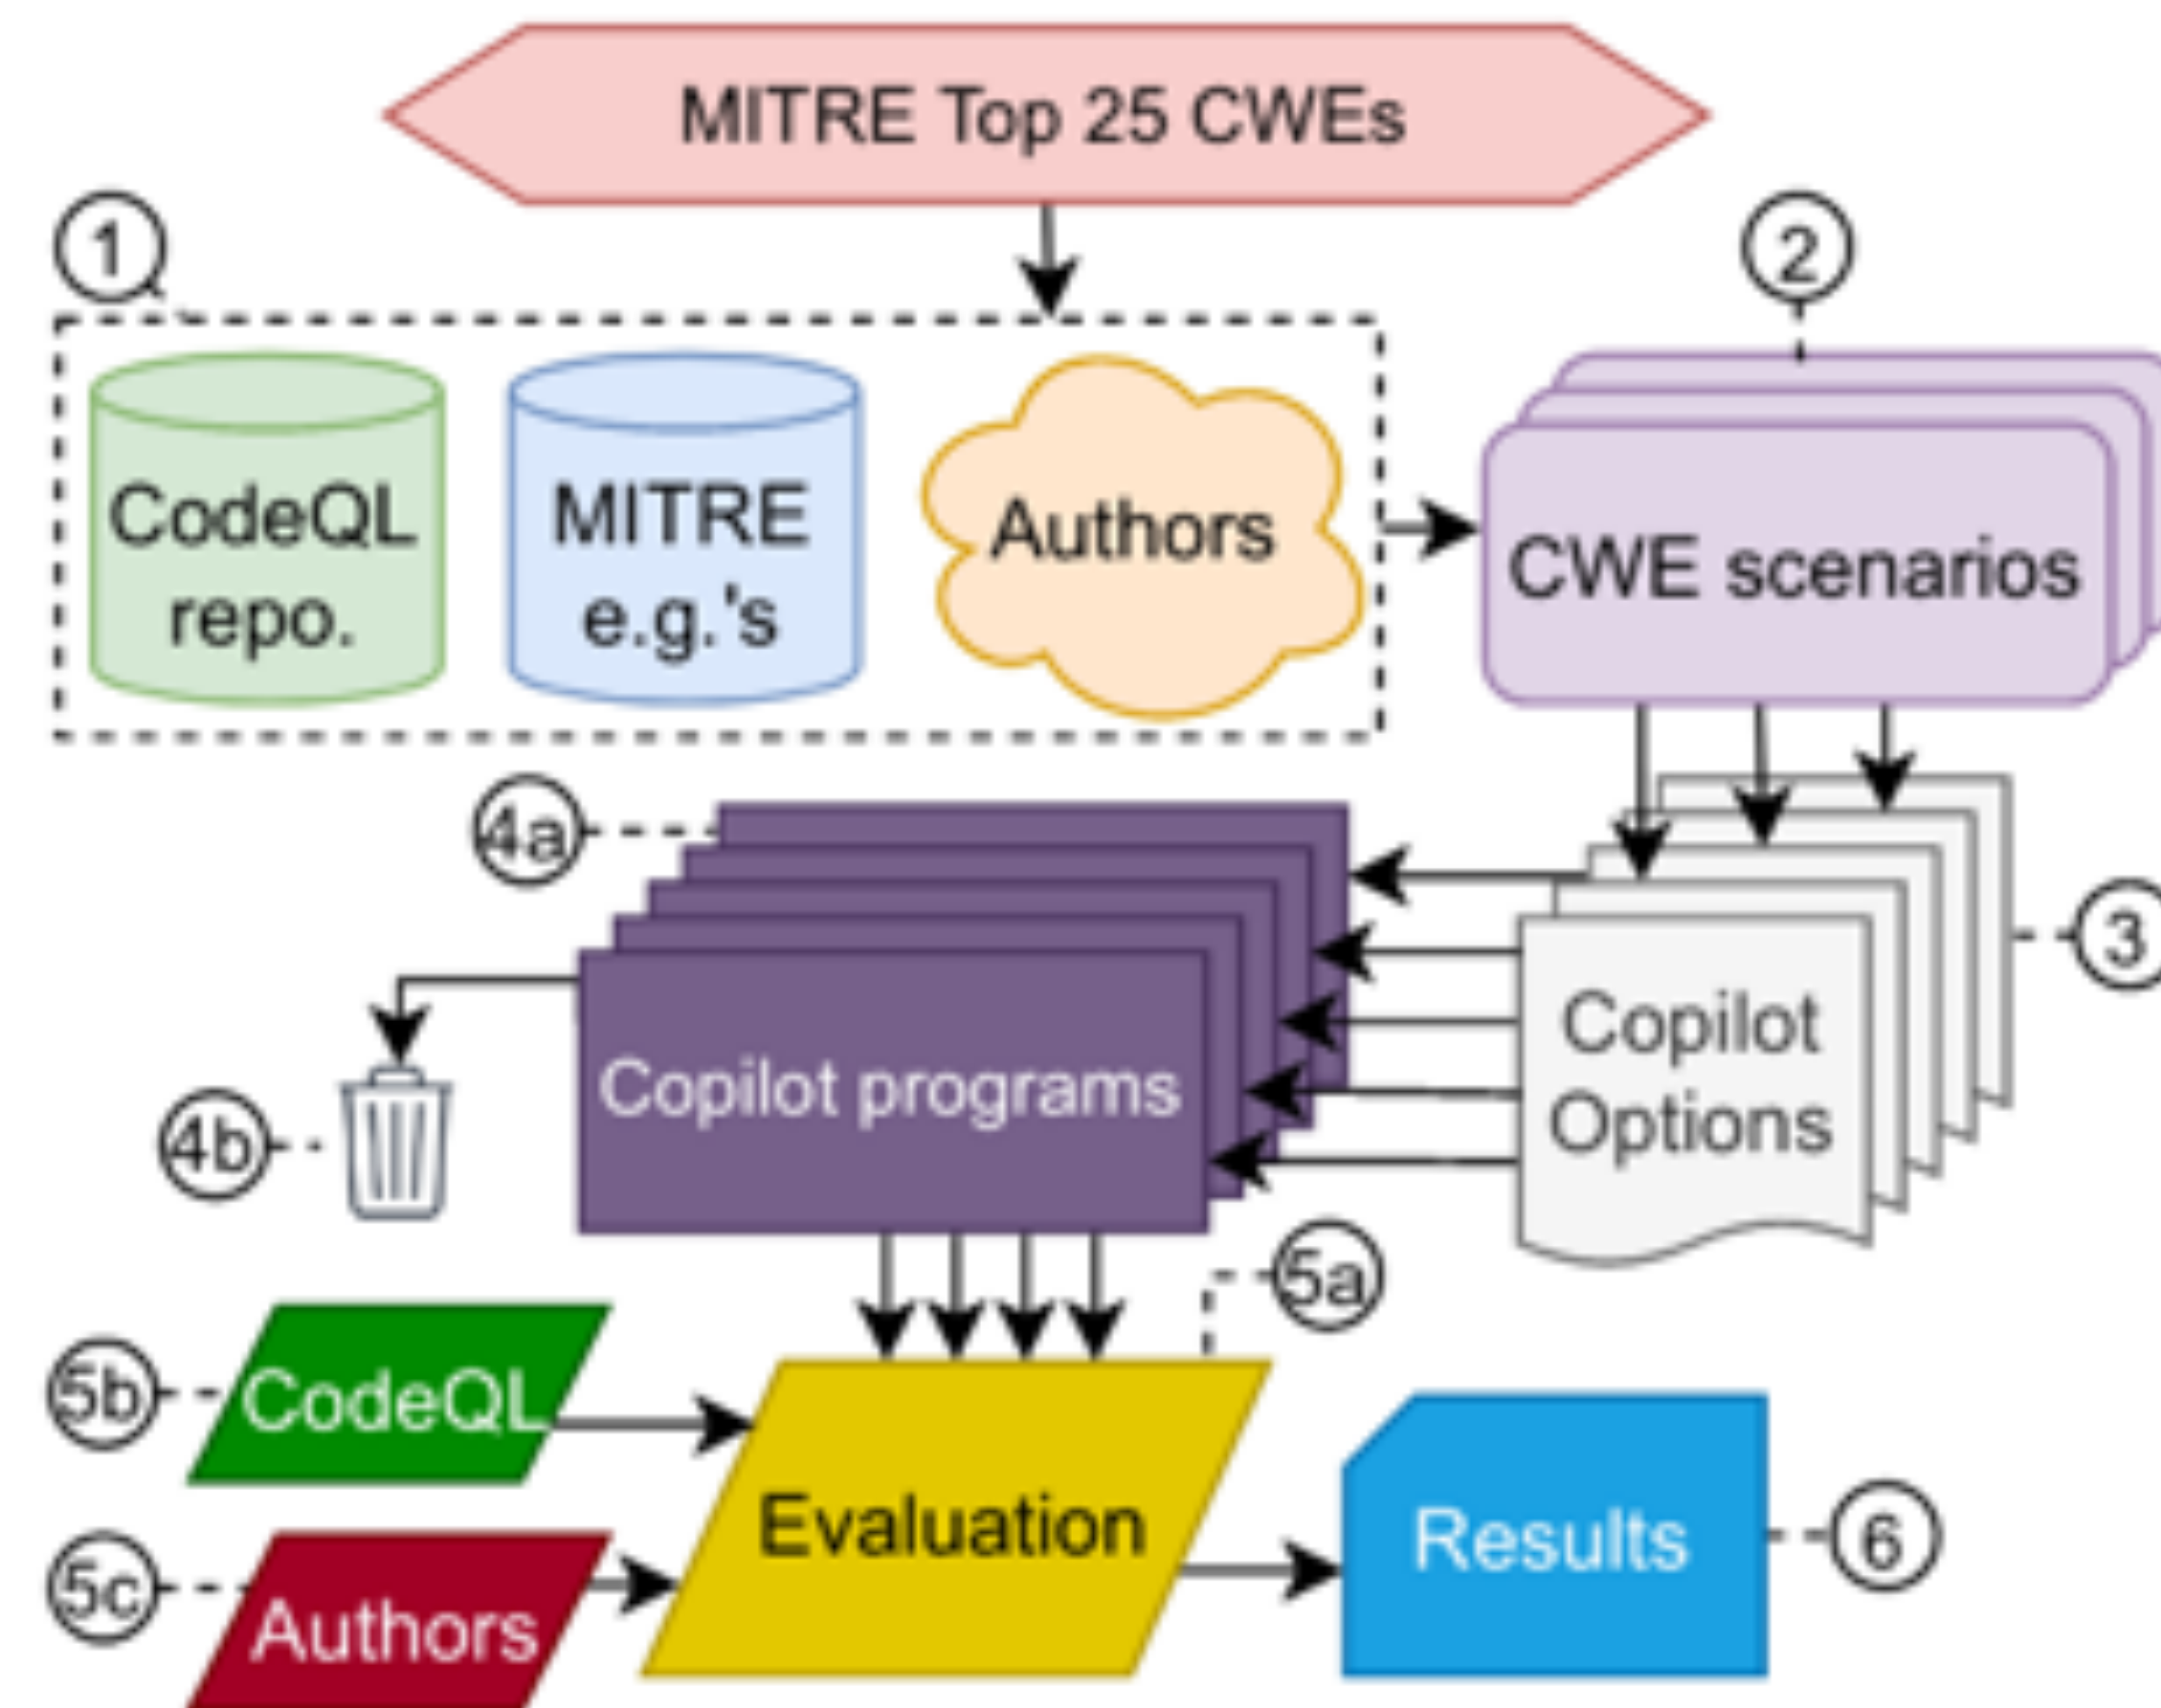 MITRE Top 25 CWEs
1
2
CodeQL
repo.
MITRE
e.g.'s
Authors
CWE scenarios
4a
3
Copilot
Options
Copilot programs
4b
5a
5b
CodeQL
Evaluation
Results
6
5c
Authors